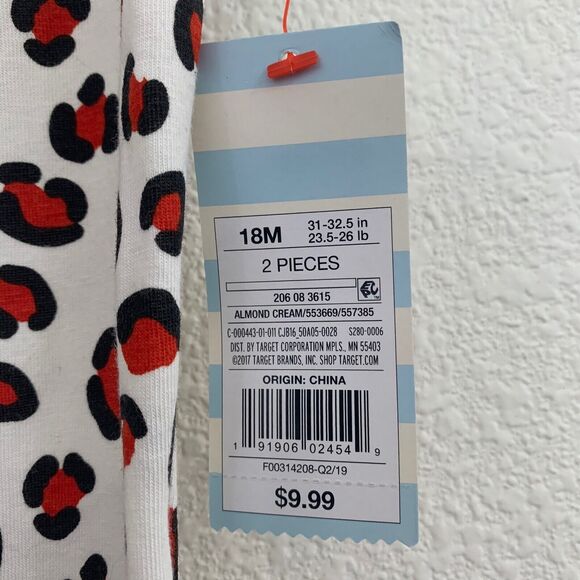 18M
31-32.5 in
23.5-26 lb
2 PIECES
206 08 3615
ALMOND CREAM/553669/557385
C-000443-01-011 CJB16_50A05-0028 S280-0006
DIST. BY TARGET CORPORATION MPLS., MN 55403
©2017 TARGET BRANDS, INC. SHOP TARGET.COM
ORIGIN: CHINA
1 91906 02454 9
F00314208-Q2/19
$9.99